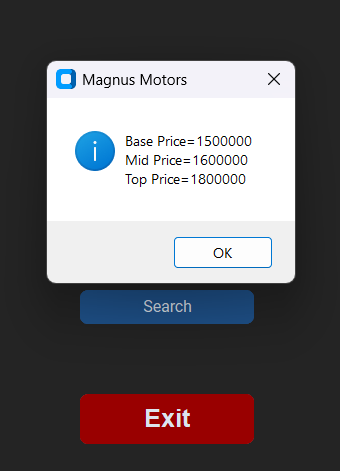 Magnus Motors
Base Price=1500000
Mid Price=1600000
Top Price=1800000
OK
Search
Exit